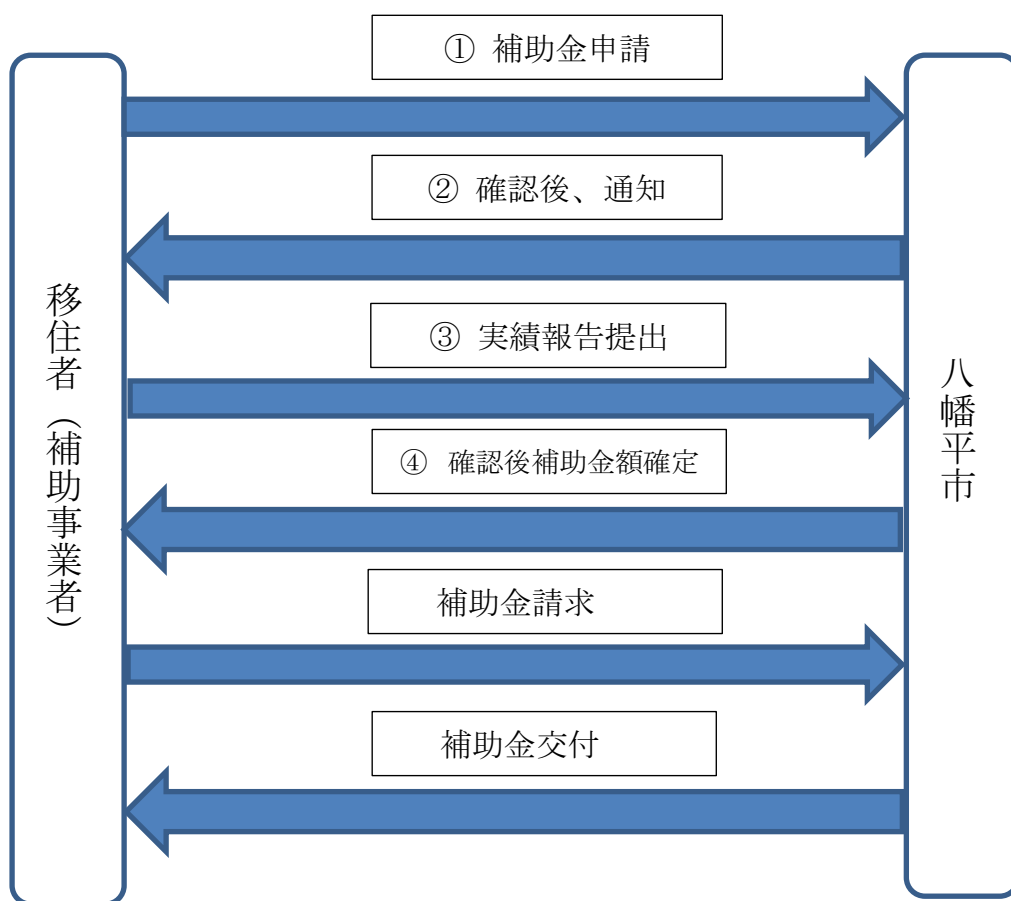 ① 補助金申請
② 確認後、通知
③ 実績報告提出
④ 確認後補助金額確定
補助金請求
補助金交付
移住者（補助事業者）
八幡平市